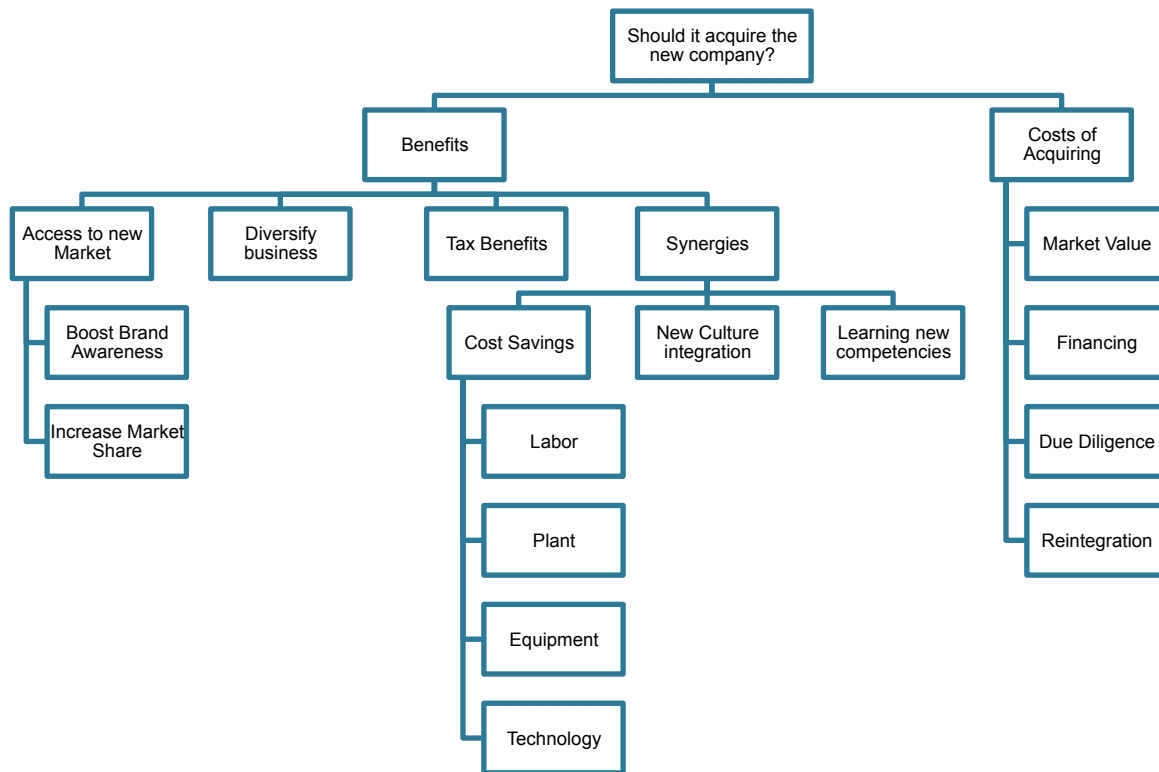 Should it acquire the
new company?
Benefits
Costs of
Acquiring
Access to new
Market
Diversify
business
Tax Benefits
Synergies
Market Value
Boost Brand
Awareness
Cost Savings
New Culture
integration
Learning new
competencies
Financing
Increase Market
Share
Labor
Due Diligence
Plant
Reintegration
Equipment
Technology